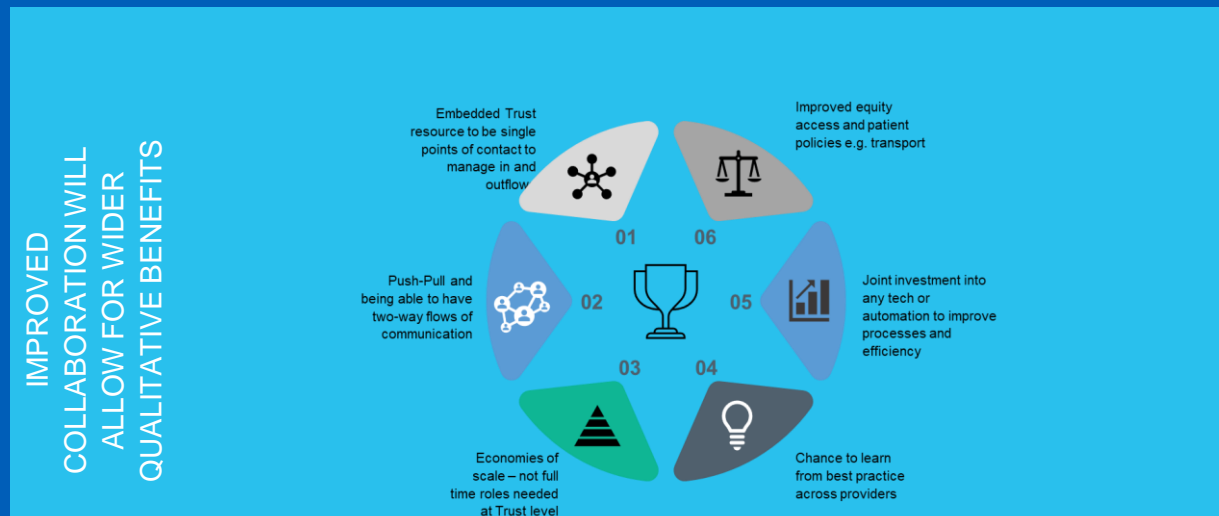 IMPROVED
COLLABORATION WILL
ALLOW FOR WIDER
QUALITATIVE BENEFITS
Embedded Trust
resource to be single
points of contact to
manage in and
outflow
01
Push-Pull and
being able to have
two-way flows of
communication
02
Economies of
scale – not full
time roles needed
at Trust level
03
Chance to learn
from best practice
across providers
04
Joint investment into
any tech or
automation to improve
processes and
efficiency
05
Improved equity
access and patient
policies e.g. transport
06